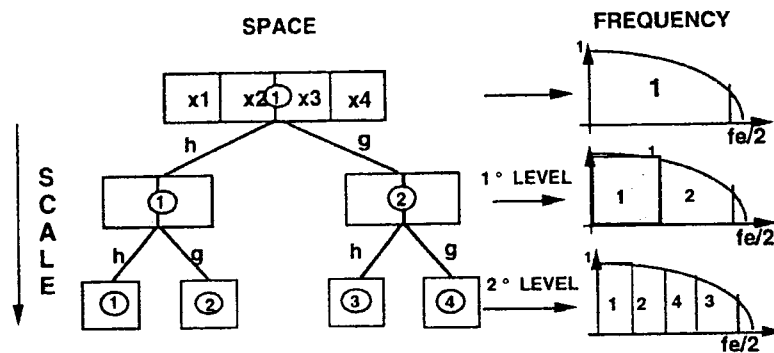 SPACE
FREQUENCY
x1 x2 1 x3 x4
1
1
fe/2
h g
SCALE
1
2
1° LEVEL
1
1 2
fe/2
h g h g
1 2 3 4
2° LEVEL
1
1 2 4 3
fe/2